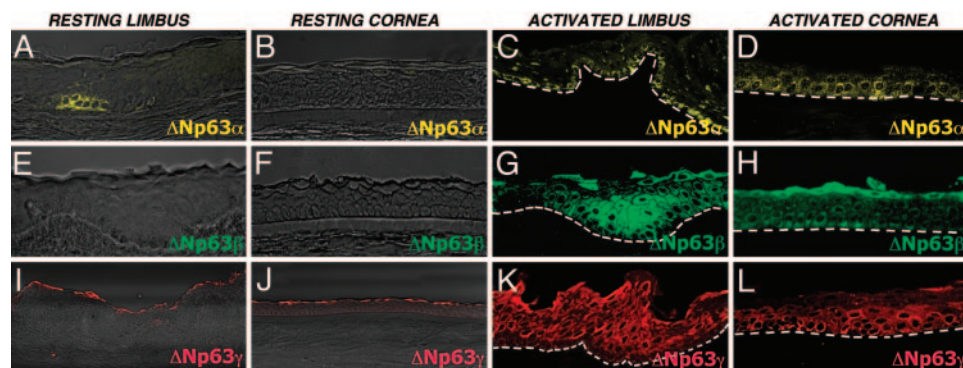 RESTING LIMBUS RESTING CORNEA ACTIVATED LIMBUS ACTIVATED CORNEA
A B C D
ΔNp63α ΔNp63α ΔNp63α ΔNp63α
E F G H
ΔNp63β ΔNp63β ΔNp63β ΔNp63β
I J K L
ΔNp63γ ΔNp63γ ΔNp63γ ΔNp63γ